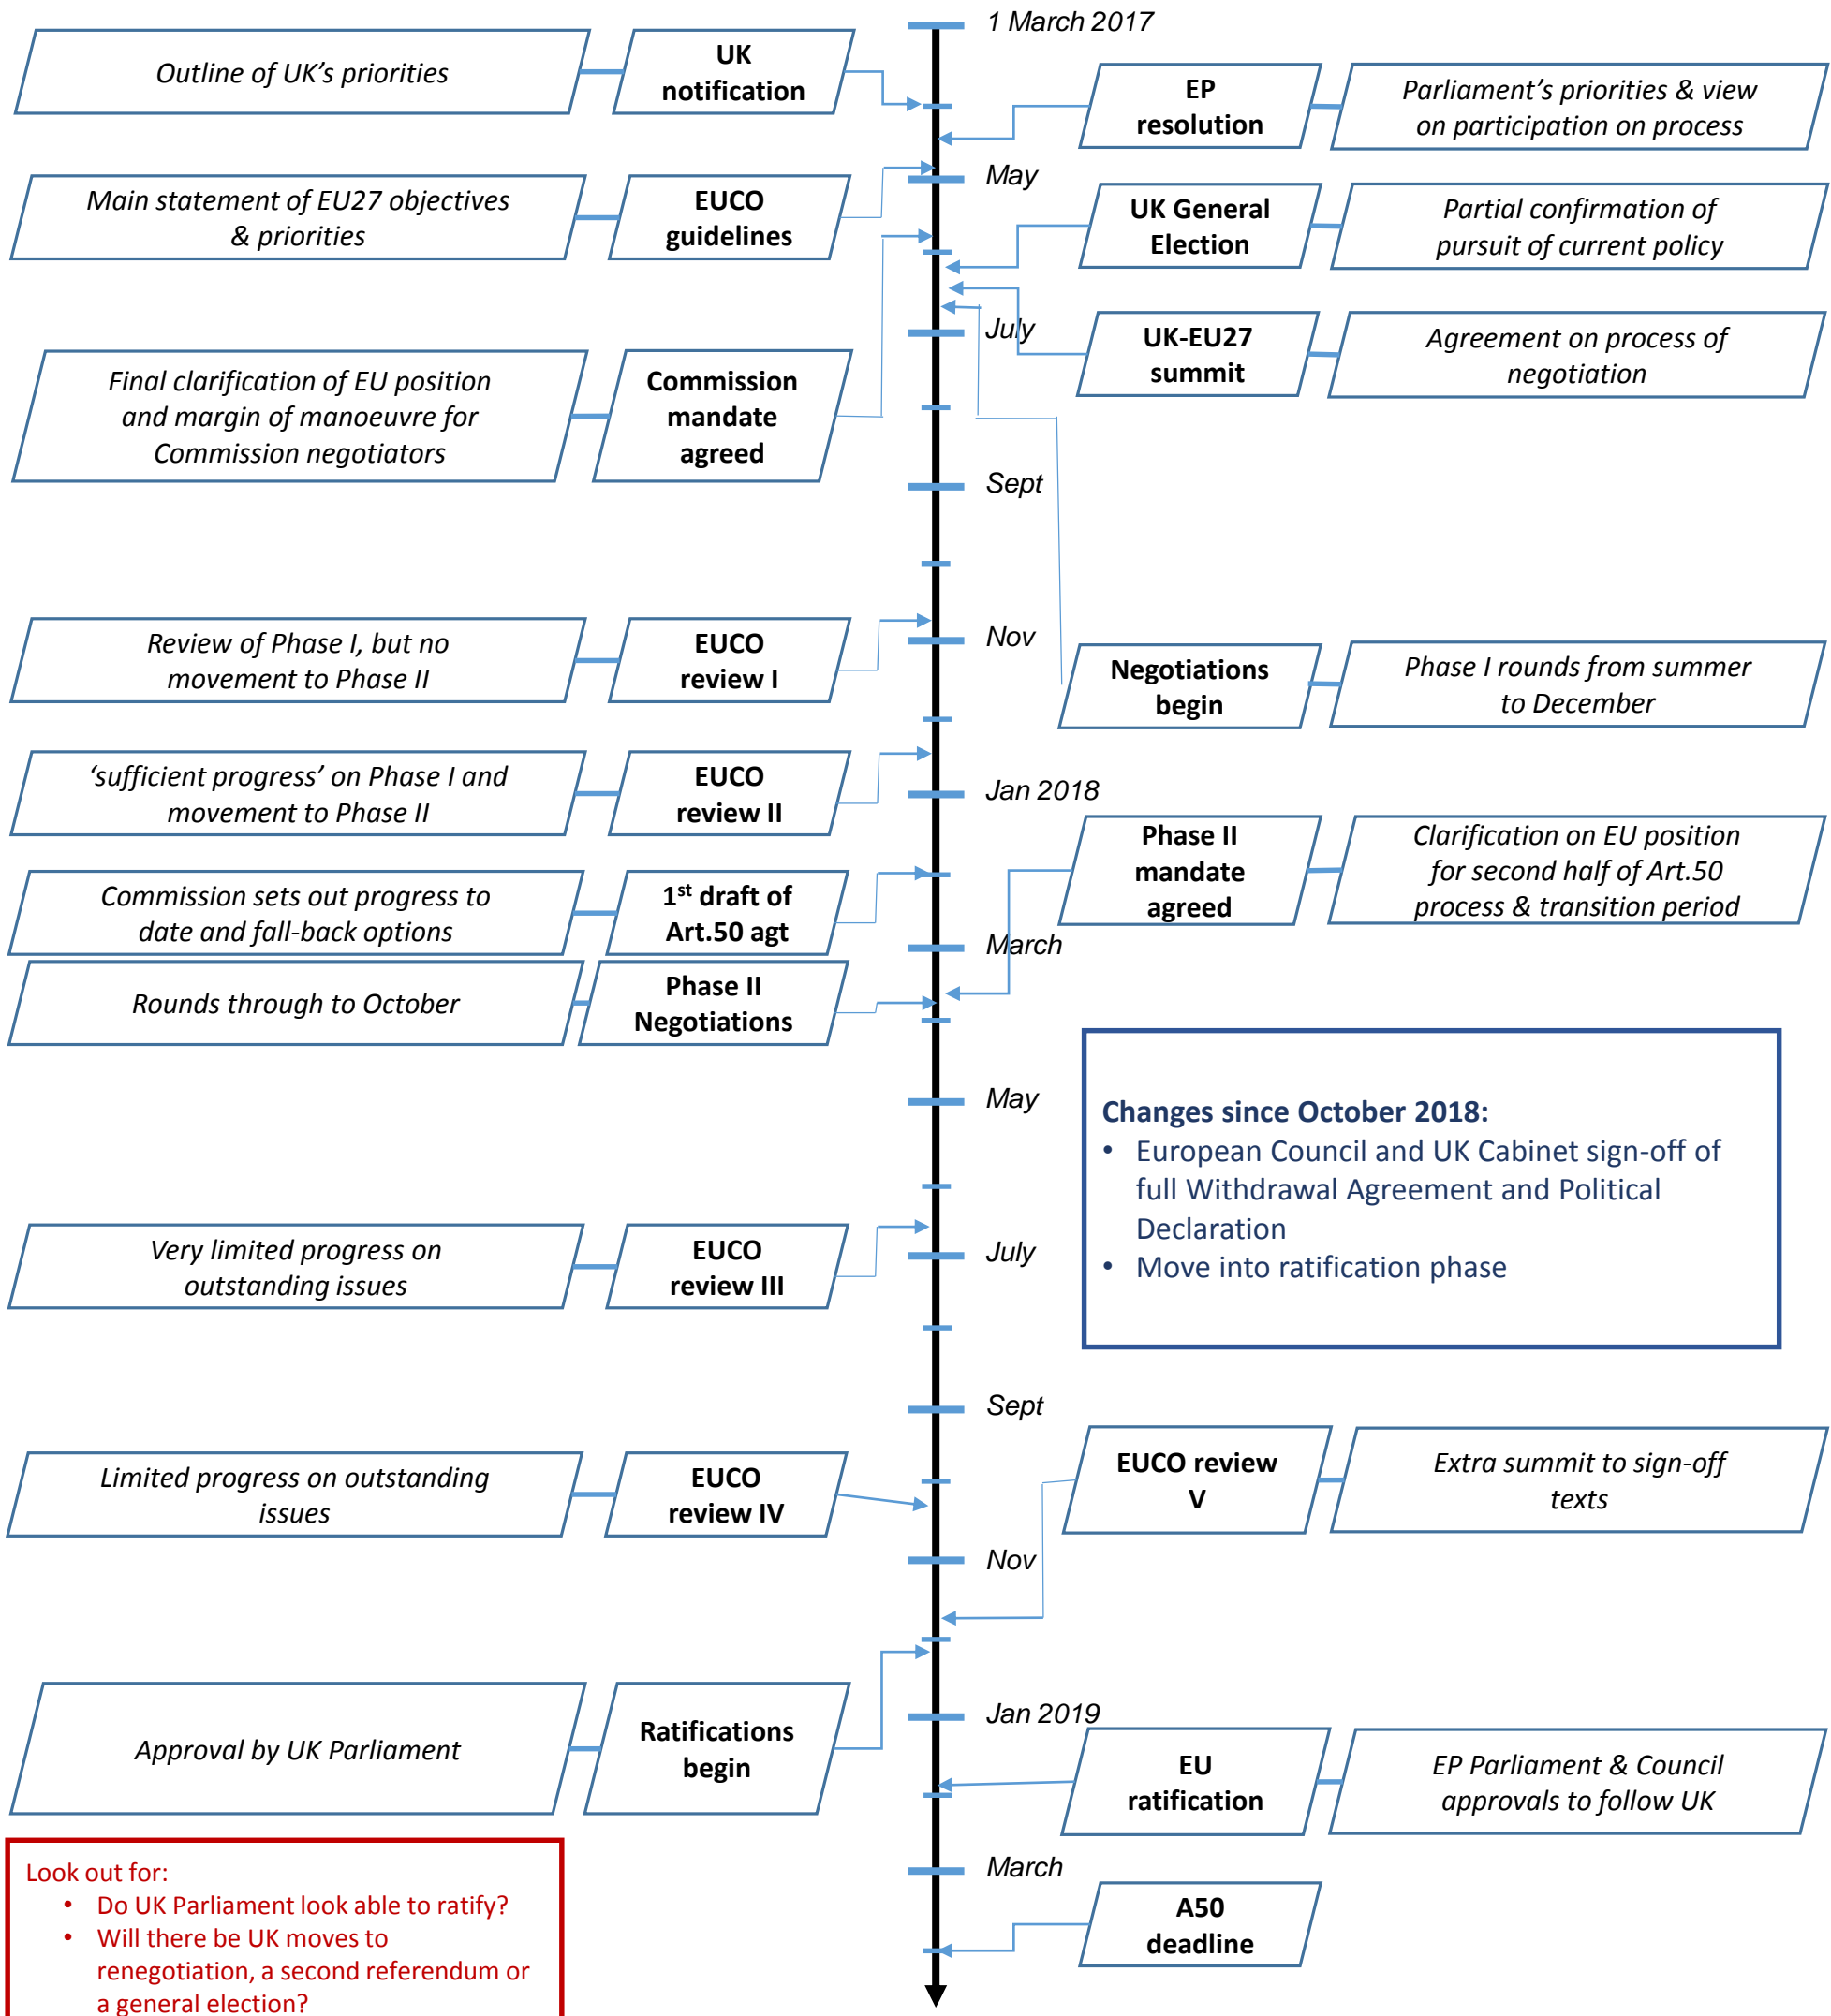 1 March 2017
Outline of UK's priorities
UK
notification
EP
resolution
Parliament's priorities & view
on participation on process
May
Main statement of EU27 objectives
& priorities
EUCO
guidelines
UK General
Election
Partial confirmation of
pursuit of current policy
July
UK-EU27
summit
Agreement on process of
negotiation
Final clarification of EU position
and margin of manoeuvre for
Commission negotiators
Commission
mandate
agreed
Sept
Nov
Review of Phase I, but no
movement to Phase II
EUCO
review I
Negotiations
begin
Phase I rounds from summer
to December
‘sufficient progress’ on Phase I and
movement to Phase II
EUCO
review II
Jan 2018
Phase II
mandate
agreed
Clarification on EU position
for second half of Art.50
process & transition period
Commission sets out progress to
date and fall-back options
1st draft of
Art.50 agt
March
Rounds through to October
Phase II
Negotiations
May
Changes since October 2018:
• European Council and UK Cabinet sign-off of
full Withdrawal Agreement and Political
Declaration
• Move into ratification phase
Very limited progress on
outstanding issues
EUCO
review III
July
Sept
Limited progress on outstanding
issues
EUCO
review IV
EUCO review
V
Extra summit to sign-off
texts
Nov
Approval by UK Parliament
Ratifications
begin
Jan 2019
EU
ratification
EP Parliament & Council
approvals to follow UK
March
Look out for:
• Do UK Parliament look able to ratify?
• Will there be UK moves to
renegotiation, a second referendum or
a general election?
A50
deadline